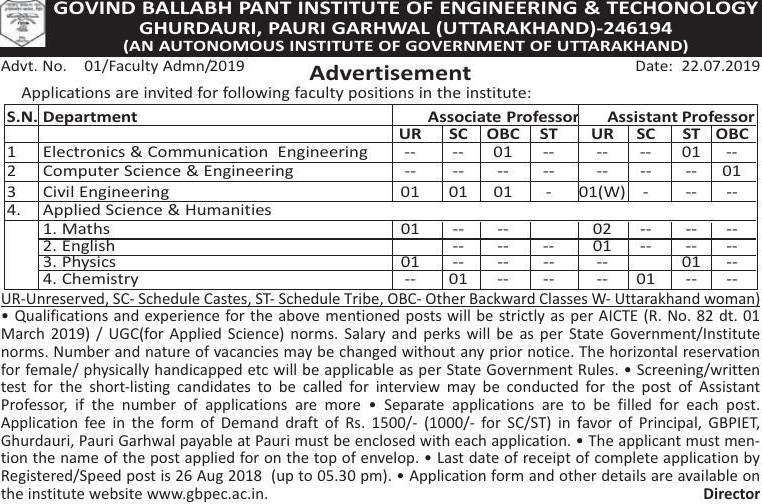 GOVIND BALLABH PANT INSTITUTE OF ENGINEERING & TECHONOLOGY
GHURDAURI, PAURI GARHWAL (UTTARAKHAND)-246194
(AN AUTONOMOUS INSTITUTE OF GOVERNMENT OF UTTARAKHAND)
Advt. No. 01/Faculty Admn/2019 Date: 22.07.2019
Advertisement
Applications are invited for following faculty positions in the institute:
S.N. Department Associate Professor Assistant Professor
UR SC OBC ST UR SC ST OBC
1 Electronics & Communication Engineering -- -- 01 -- -- -- 01 --
2 Computer Science & Engineering -- -- -- -- -- -- -- 01
3 Civil Engineering 01 01 01 - 01(W) - -- --
4. Applied Science & Humanities
1. Maths 01 -- -- 02 -- -- --
2. English -- -- -- 01 -- -- --
3. Physics 01 -- -- -- -- -- 01 --
4. Chemistry -- 01 -- -- -- 01 -- --
UR-Unreserved, SC- Schedule Castes, ST- Schedule Tribe, OBC- Other Backward Classes W- Uttarakhand woman)
• Qualifications and experience for the above mentioned posts will be strictly as per AICTE (R. No. 82 dt. 01
March 2019) / UGC(for Applied Science) norms. Salary and perks will be as per State Government/Institute
norms. Number and nature of vacancies may be changed without any prior notice. The horizontal reservation
for female/ physically handicapped etc will be applicable as per State Government Rules. • Screening/written
test for the short-listing candidates to be called for interview may be conducted for the post of Assistant
Professor, if the number of applications are more • Separate applications are to be filled for each post.
Application fee in the form of Demand draft of Rs. 1500/- (1000/- for SC/ST) in favor of Principal, GBPIET,
Ghurdauri, Pauri Garhwal payable at Pauri must be enclosed with each application. • The applicant must men-
tion the name of the post applied for on the top of envelop. • Last date of receipt of complete application by
Registered/Speed post is 26 Aug 2018 (up to 05.30 pm). • Application form and other details are available on
the institute website www.gbpec.ac.in. Director